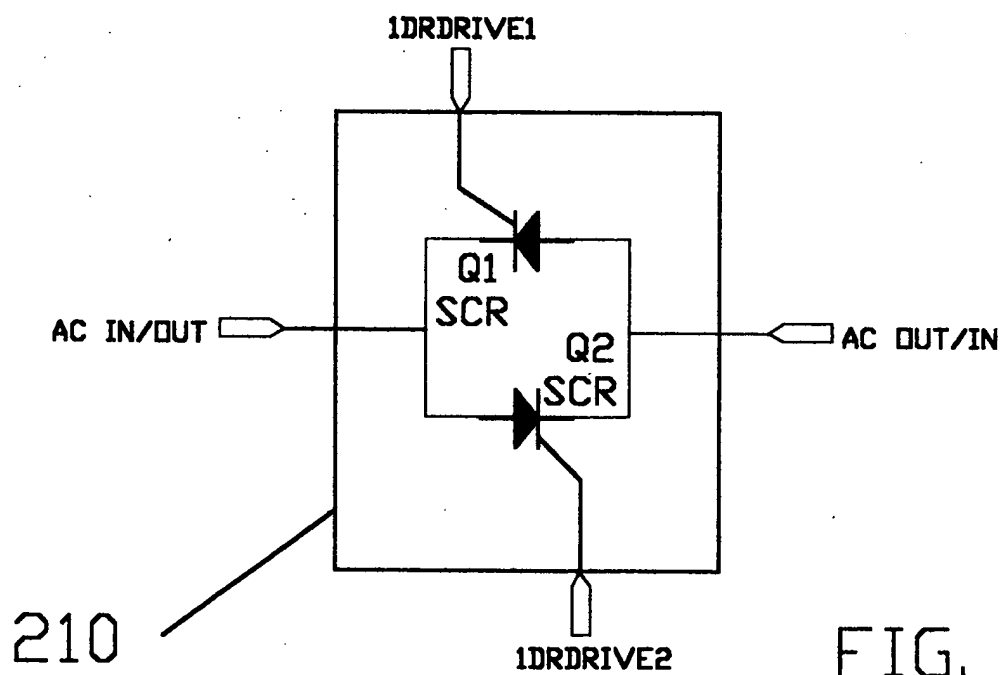 1DRDRIVE1
Q1
SCR
AC IN/OUT
Q2
SCR
AC OUT/IN
210
1DRDRIVE2
FIG.